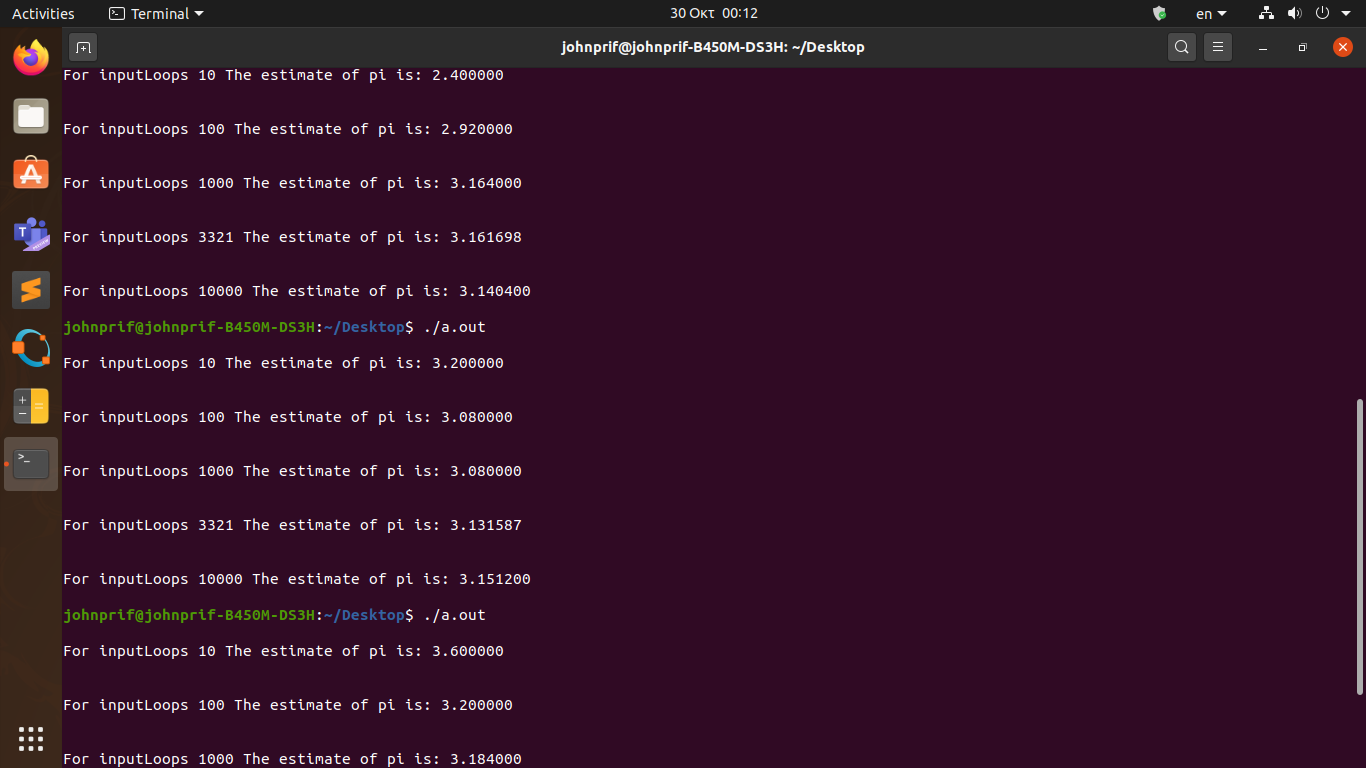 Activities
Terminal
30 Οκτ 00:12
en
johnprif@johnprif-B450M-DS3H: ~/Desktop
For inputLoops 10 The estimate of pi is: 2.400000
For inputLoops 100 The estimate of pi is: 2.920000
For inputLoops 1000 The estimate of pi is: 3.164000
For inputLoops 3321 The estimate of pi is: 3.161698
For inputLoops 10000 The estimate of pi is: 3.140400
johnprif@johnprif-B450M-DS3H:~/Desktop$ ./a.out
For inputLoops 10 The estimate of pi is: 3.200000
For inputLoops 100 The estimate of pi is: 3.080000
For inputLoops 1000 The estimate of pi is: 3.080000
For inputLoops 3321 The estimate of pi is: 3.131587
For inputLoops 10000 The estimate of pi is: 3.151200
johnprif@johnprif-B450M-DS3H:~/Desktop$ ./a.out
For inputLoops 10 The estimate of pi is: 3.600000
For inputLoops 100 The estimate of pi is: 3.200000
For inputLoops 1000 The estimate of pi is: 3.184000